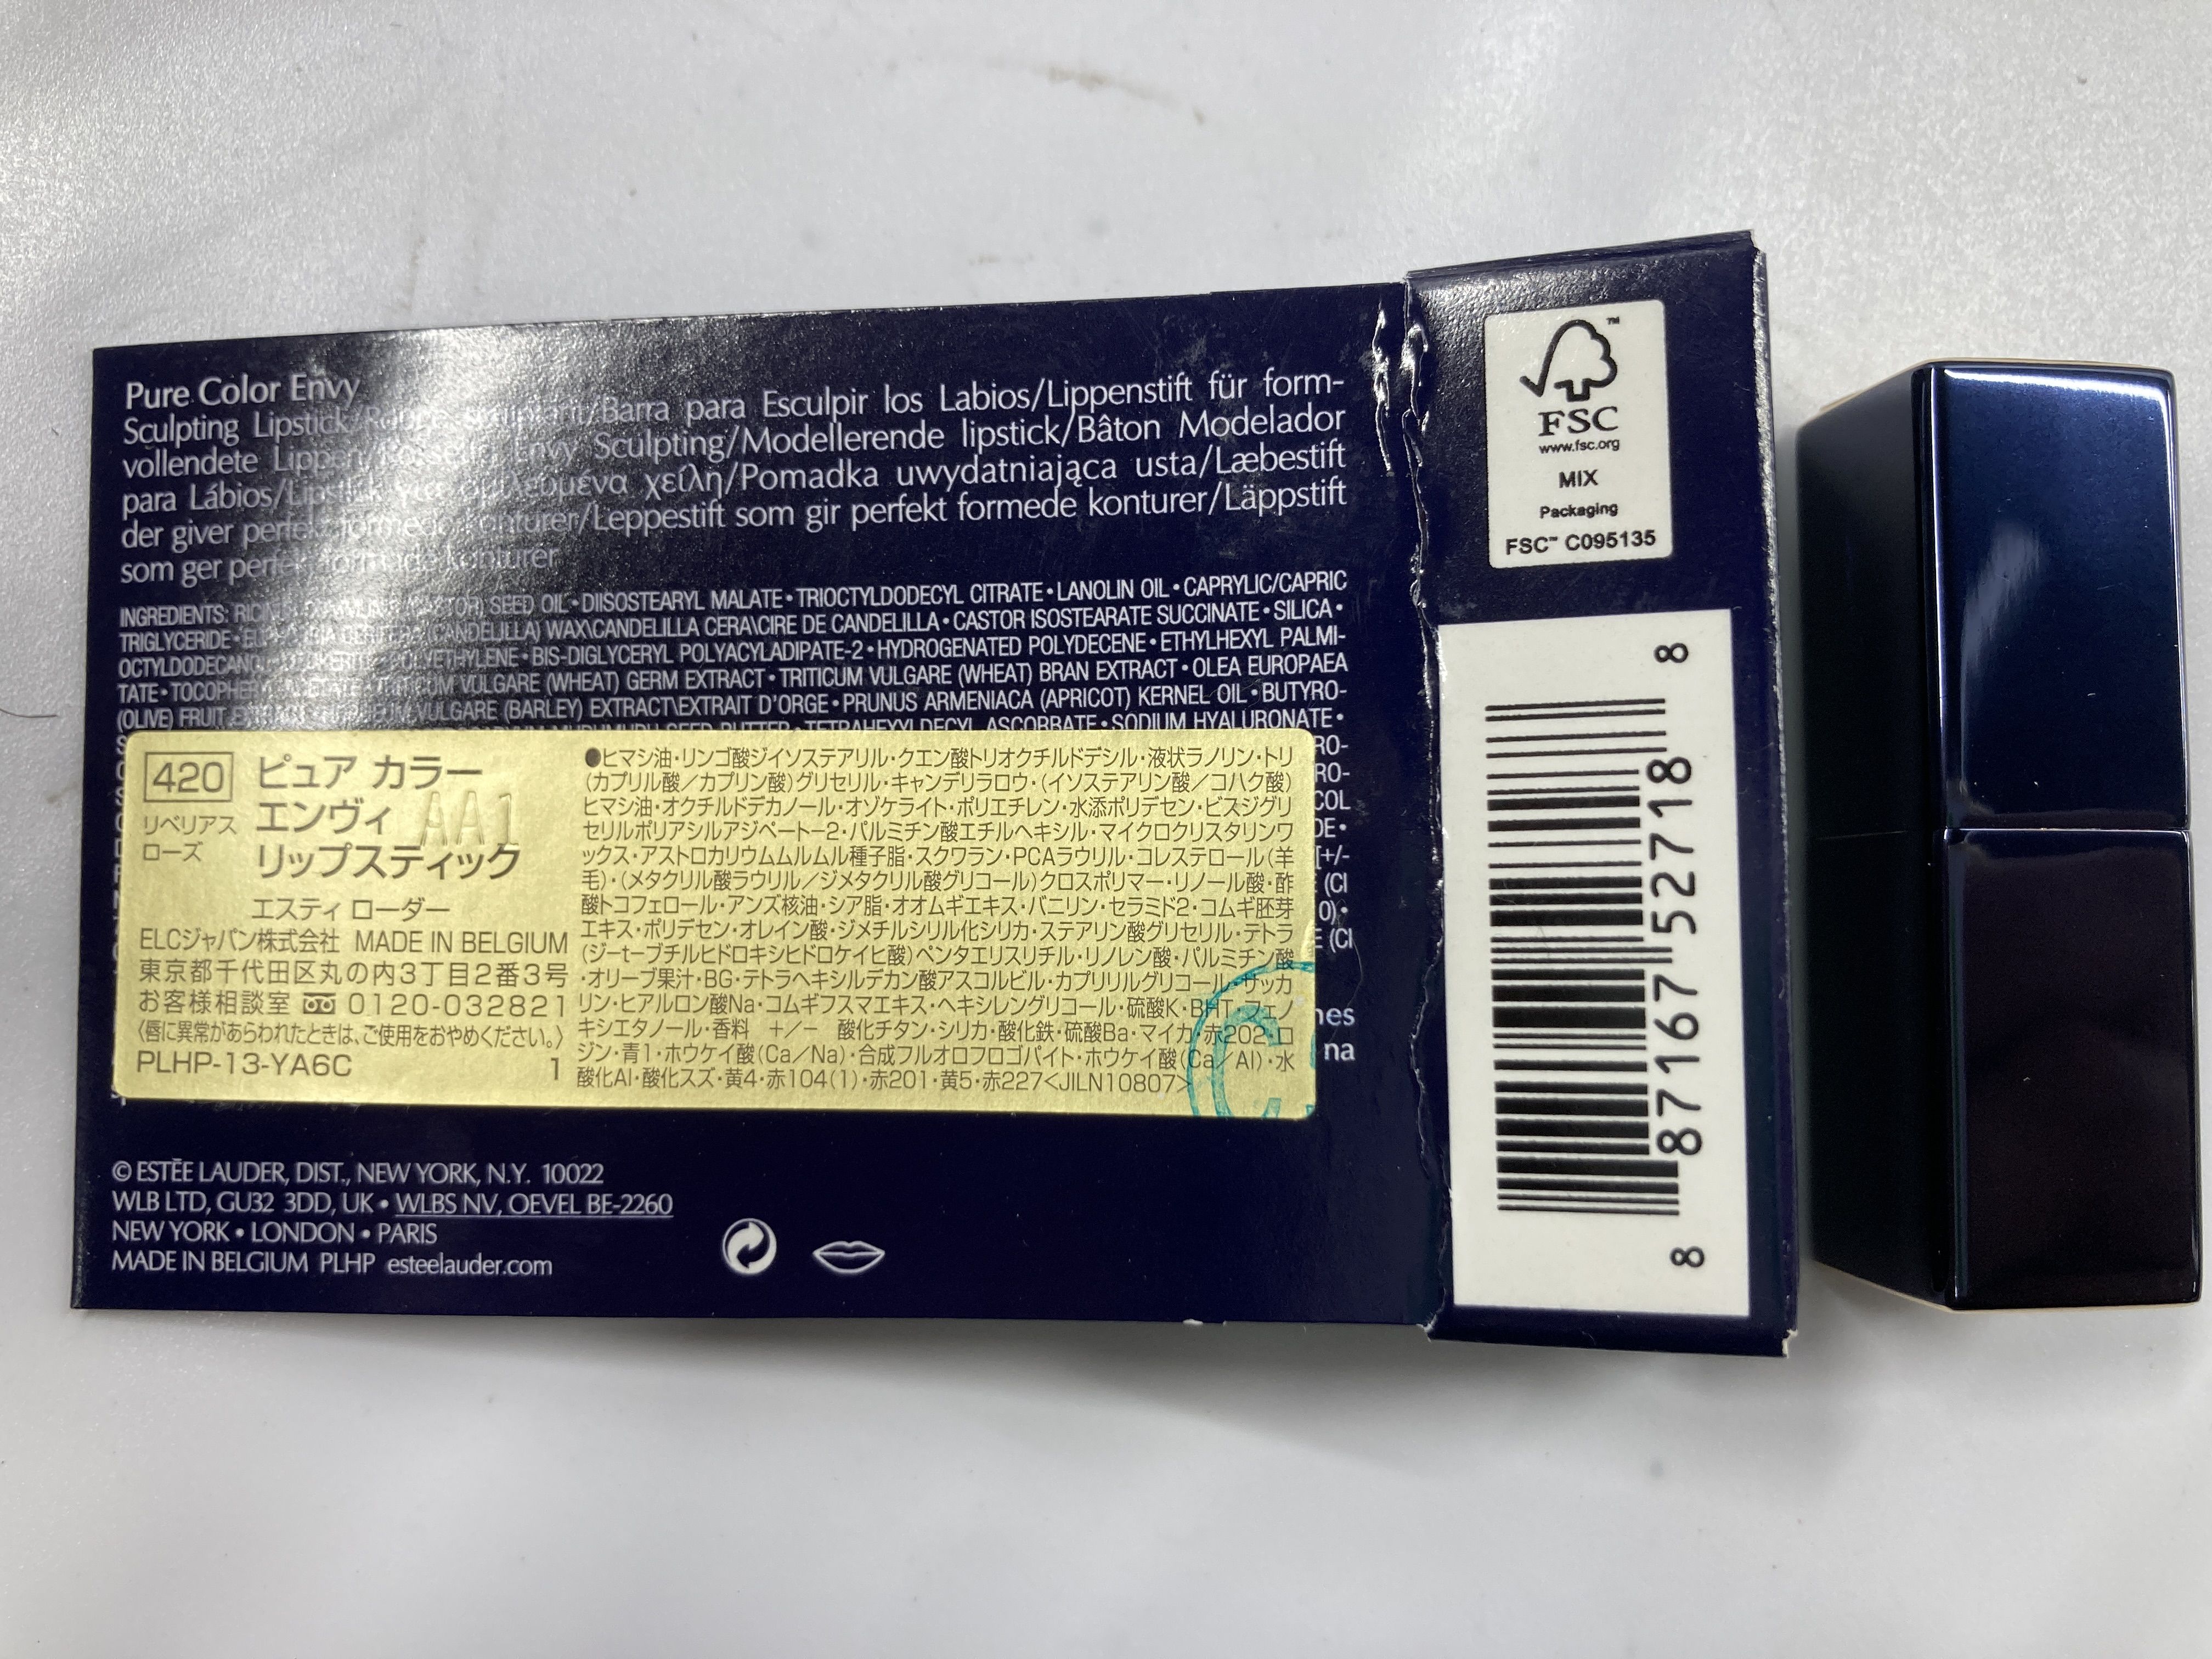 Pure Color Envy
Sculpting Lipstick/Barra para Esculpir los Labios/Lippenstift für form-
vollendete Lippen Envy Sculpting/Modellerende lipstick/Bâton Modelador
para Lábios/ χείλη/Pomadka uwydatniająca usta/Læbestift
der giver perfekt formede konturer/Leppestift som gir perfekt formede konturer/Läppstift
som ger perfekt formade konturer
INGREDIENTS: SEED OIL • DIISOSTEARYL MALATE • TRIOCTYLDODECYL CITRATE • LANOLIN OIL • CAPRYLIC/CAPRIC
TRIGLYCERIDE • (CANDELILLA) WAX\CANDELILLA CERA\CIRE DE CANDELILLA • CASTOR ISOSTEARATE SUCCINATE • SILICA •
POLYETHYLENE • BIS-DIGLYCERYL POLYACYLADIPATE-2 • HYDROGENATED POLYDECENE • ETHYLHEXYL PALMI-
TATE • VULGARE (WHEAT) GERM EXTRACT • TRITICUM VULGARE (WHEAT) BRAN EXTRACT • OLEA EUROPAEA
(OLIVE) FRUIT VULGARE (BARLEY) EXTRACT\EXTRAIT D'ORGE • PRUNUS ARMENIACA (APRICOT) KERNEL OIL • BUTYRO-
SEED BUTTER • TETRAHEXYLDECYL ASCORBATE • SODIUM HYALURONATE •
420
リベリアス
ローズ
ピュア カラー
エンヴィ
リップスティック
AA1
エスティ ローダー
ELCジャパン株式会社 MADE IN BELGIUM
東京都千代田区丸の内3丁目2番3号
お客様相談室 0120-032821
〈唇に異常があらわれたときは、ご使用をおやめください。〉
PLHP-13-YA6C 1
●ヒマシ油・リンゴ酸ジイソステアリル・クエン酸トリオクチルドデシル・液状ラノリン・トリ
(カプリル酸/カプリン酸)グリセリル・キャンデリラロウ・(イソステアリン酸/コハク酸)
ヒマシ油・オクチルドデカノール・オゾケライト・ポリエチレン・水添ポリデセン・ビスジグリ
セリルポリアシルアジペート-2・パルミチン酸エチルヘキシル・マイクロクリスタリンワ
ックス・アストロカリウムムルムル種子脂・スクワラン・PCAラウリル・コレステロール(羊
毛)・(メタクリル酸ラウリル/ジメタクリル酸グリコール)クロスポリマー・リノール酸・酢
酸トコフェロール・アンズ核油・シア脂・オオムギエキス・バニリン・セラミド2・コムギ胚芽
エキス・ポリデセン・オレイン酸・ジメチルシリル化シリカ・ステアリン酸グリセリル・テトラ
(ジーt-ブチルヒドロキシヒドロケイヒ酸)ペンタエリスリチル・リノレン酸・パルミチン酸
・オリーブ果汁・BG・テトラヘキシルデカン酸アスコルビル・カプリリルグリコール・サッカ
リン・ヒアルロン酸Na・コムギフスマエキス・ヘキシレングリコール・硫酸K・BHT・フェノ
キシエタノール・香料 +/− 酸化チタン・シリカ・酸化鉄・硫酸Ba・マイカ・赤202・コ
ジン・青1・ホウケイ酸(Ca/Na)・合成フルオロフロゴパイト・ホウケイ酸(Ca/Al)・水
酸化Al・酸化スズ・黄4・赤104(1)・赤201・黄5・赤227<JILN10807>
© ESTĒE LAUDER, DIST., NEW YORK, N.Y. 10022
WLB LTD, GU32 3DD, UK • WLBS NV, OEVEL BE-2260
NEW YORK • LONDON • PARIS
MADE IN BELGIUM PLHP esteelauder.com
FSC
www.fsc.org
MIX
Packaging
FSC™ C095135
8 87167 52718 8